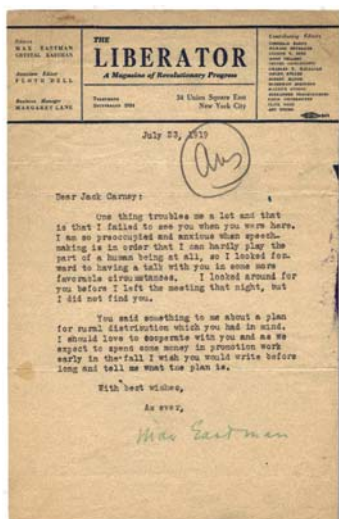 Editors
MAX EASTMAN
CRYSTAL EASTMAN
Associate Editor
FLOYD DELL
Business Manager
MARGARET LANE
THE
LIBERATOR
A Magazine of Revolutionary Progress
TELEPHONE
34 Union Square East
New York City
Contributing Editors
July 23, 1919
ans
Dear Jack Carney:
One thing troubles me a lot and that
is that I failed to see you when you were here.
I am so preoccupied and anxious when speech-
making is in order that I can hardly play the
part of a human being at all, so I looked for-
ward to having a talk with you in some more
favorable circumstances. I looked around for
you before I left the meeting that night, but
I did not find you.
You said something to me about a plan
for rural distribution which you had in mind.
I should love to cooperate with you and as we
expect to spend some money in promotion work
early in the fall I wish you would write before
long and tell me what the plan is.
With best wishes,
As ever,
Max Eastman